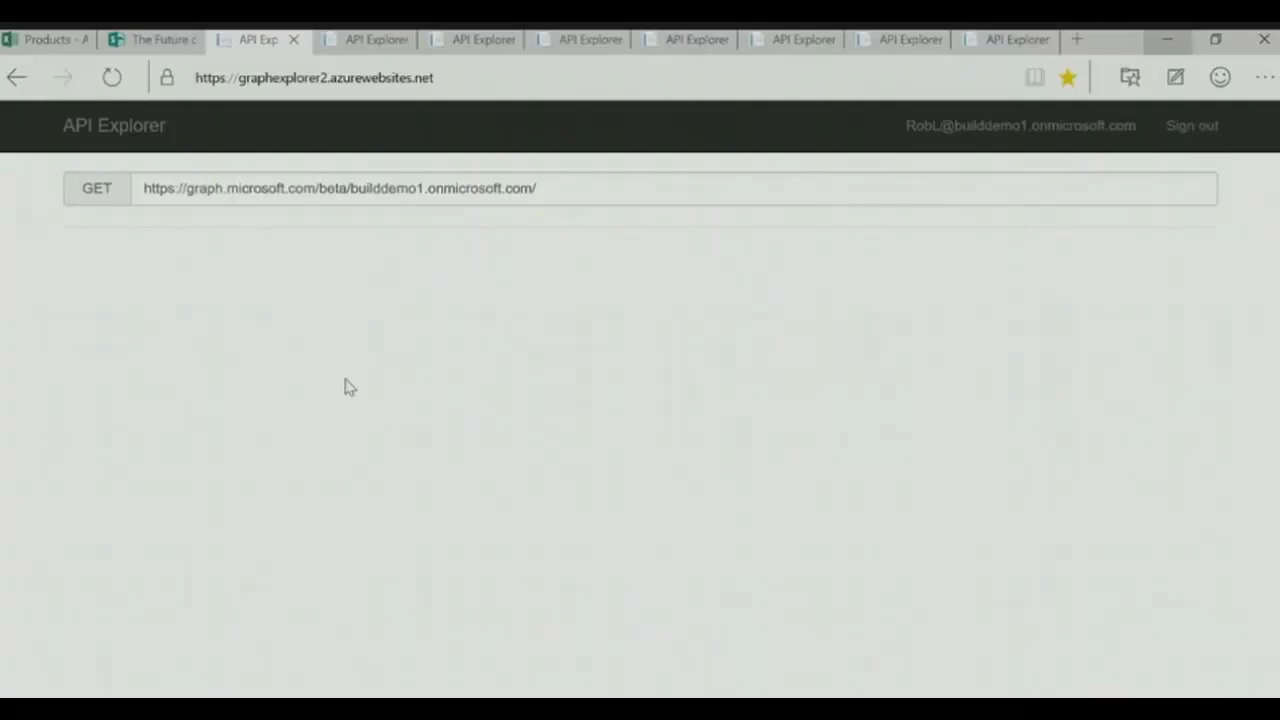 Products - A
The Future o
API Exp
API Explorer
API Explorer
API Explorer
API Explorer
API Explorer
API Explorer
API Explorer
https://graphexplorer2.azurewebsites.net
API Explorer
RobL@builddemo1.onmicrosoft.com
Sign out
GET
https://graph.microsoft.com/beta/builddemo1.onmicrosoft.com/